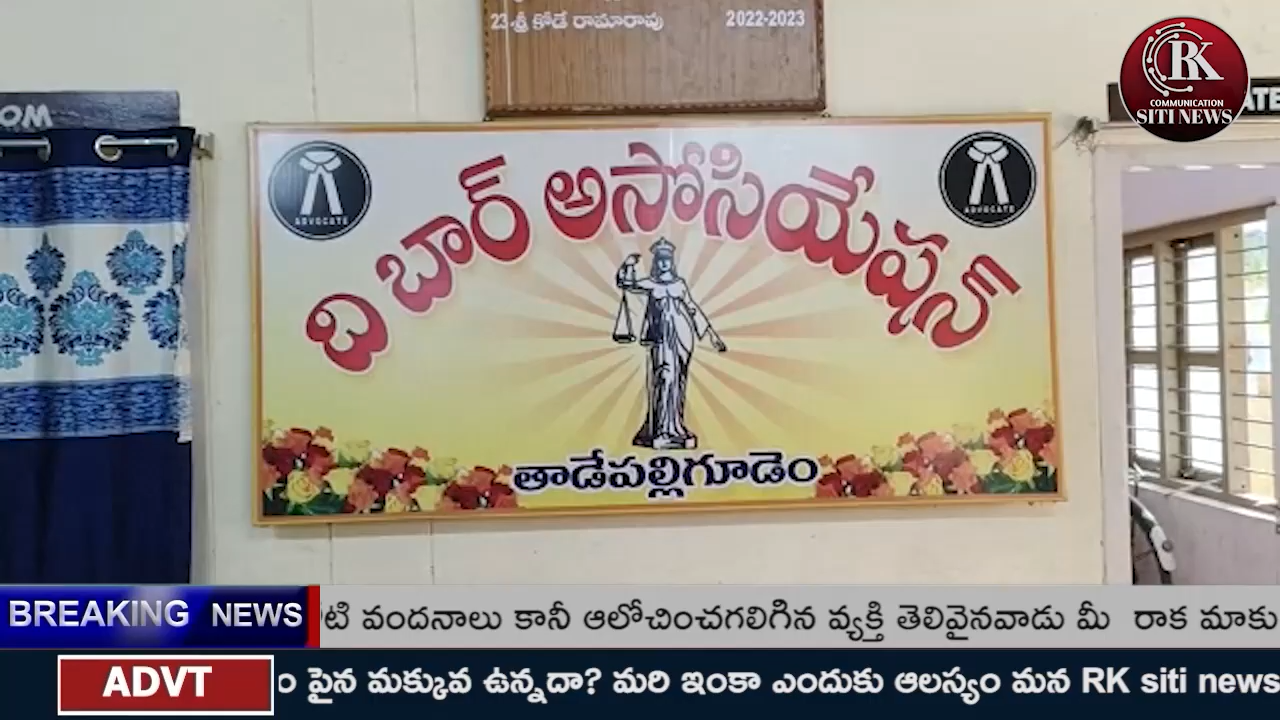 23 శ్రీ కోడే రామారావు 2022-2023
RK
COMMUNICATION
SITI NEWS
ADVOCATE
ADVOCATE
ది బార్ అసోసియేషన్
తాడేపల్లిగూడెం
BREAKING NEWS
వందనాలు కానీ ఆలోచించగలిగిన వ్యక్తి తెలివైనవాడు మీ రాక మాకు
ADVT
పైన మక్కువ ఉన్నదా? మరి ఇంకా ఎందుకు ఆలస్యం మన RK siti news